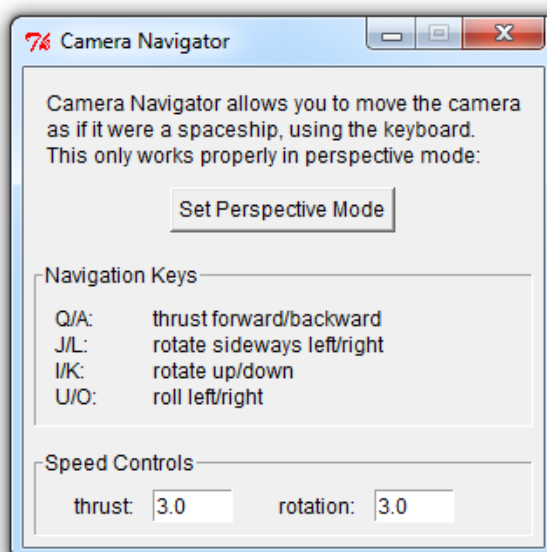 Camera Navigator
Camera Navigator allows you to move the camera
as if it were a spaceship, using the keyboard.
This only works properly in perspective mode:
Set Perspective Mode
Navigation Keys
Q/A: thrust forward/backward
J/L: rotate sideways left/right
I/K: rotate up/down
U/O: roll left/right
Speed Controls
thrust: 3.0 rotation: 3.0